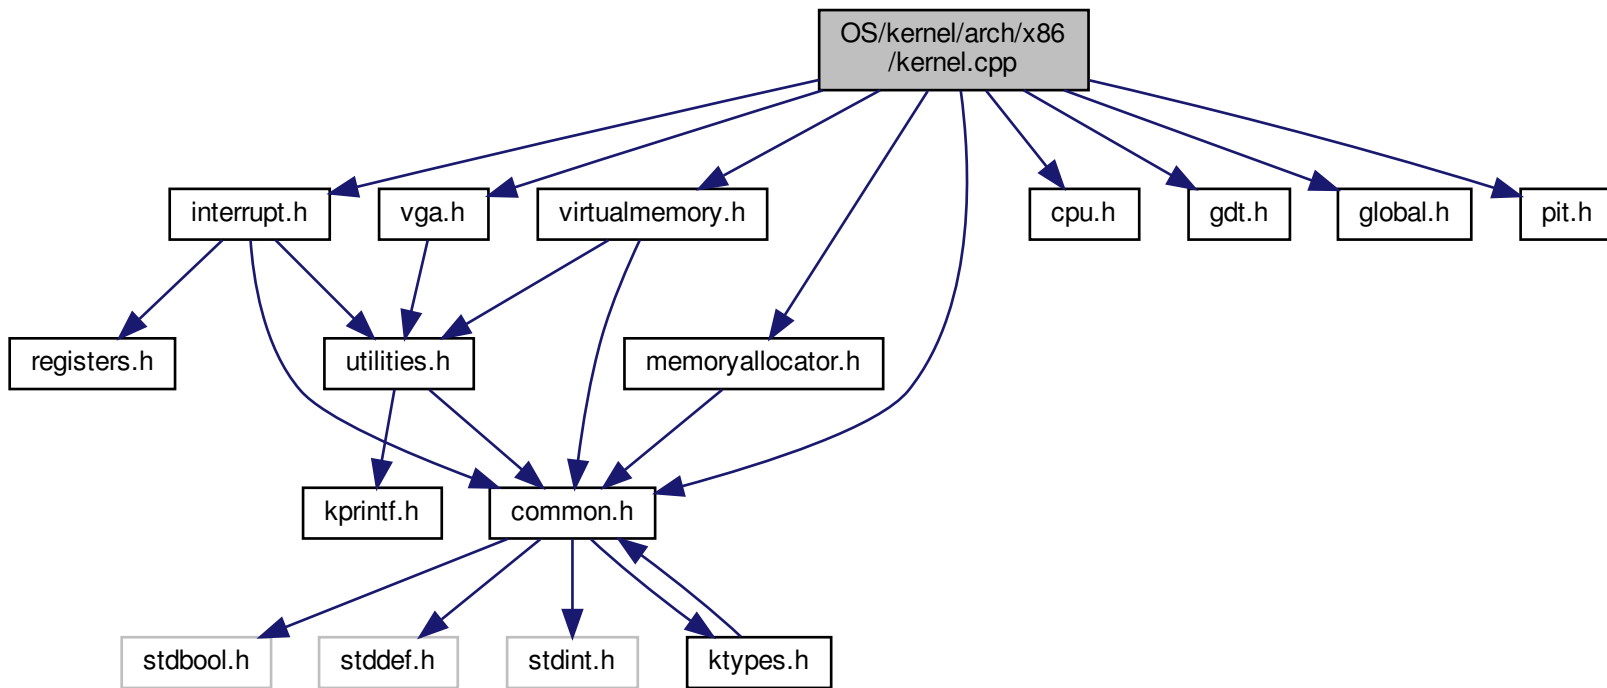 OS/kernel/arch/x86
/kernel.cpp
interrupt.h
vga.h
virtualmemory.h
cpu.h
gdt.h
global.h
pit.h
registers.h
utilities.h
memoryallocator.h
kprintf.h
common.h
stdbool.h
stddef.h
stdint.h
ktypes.h